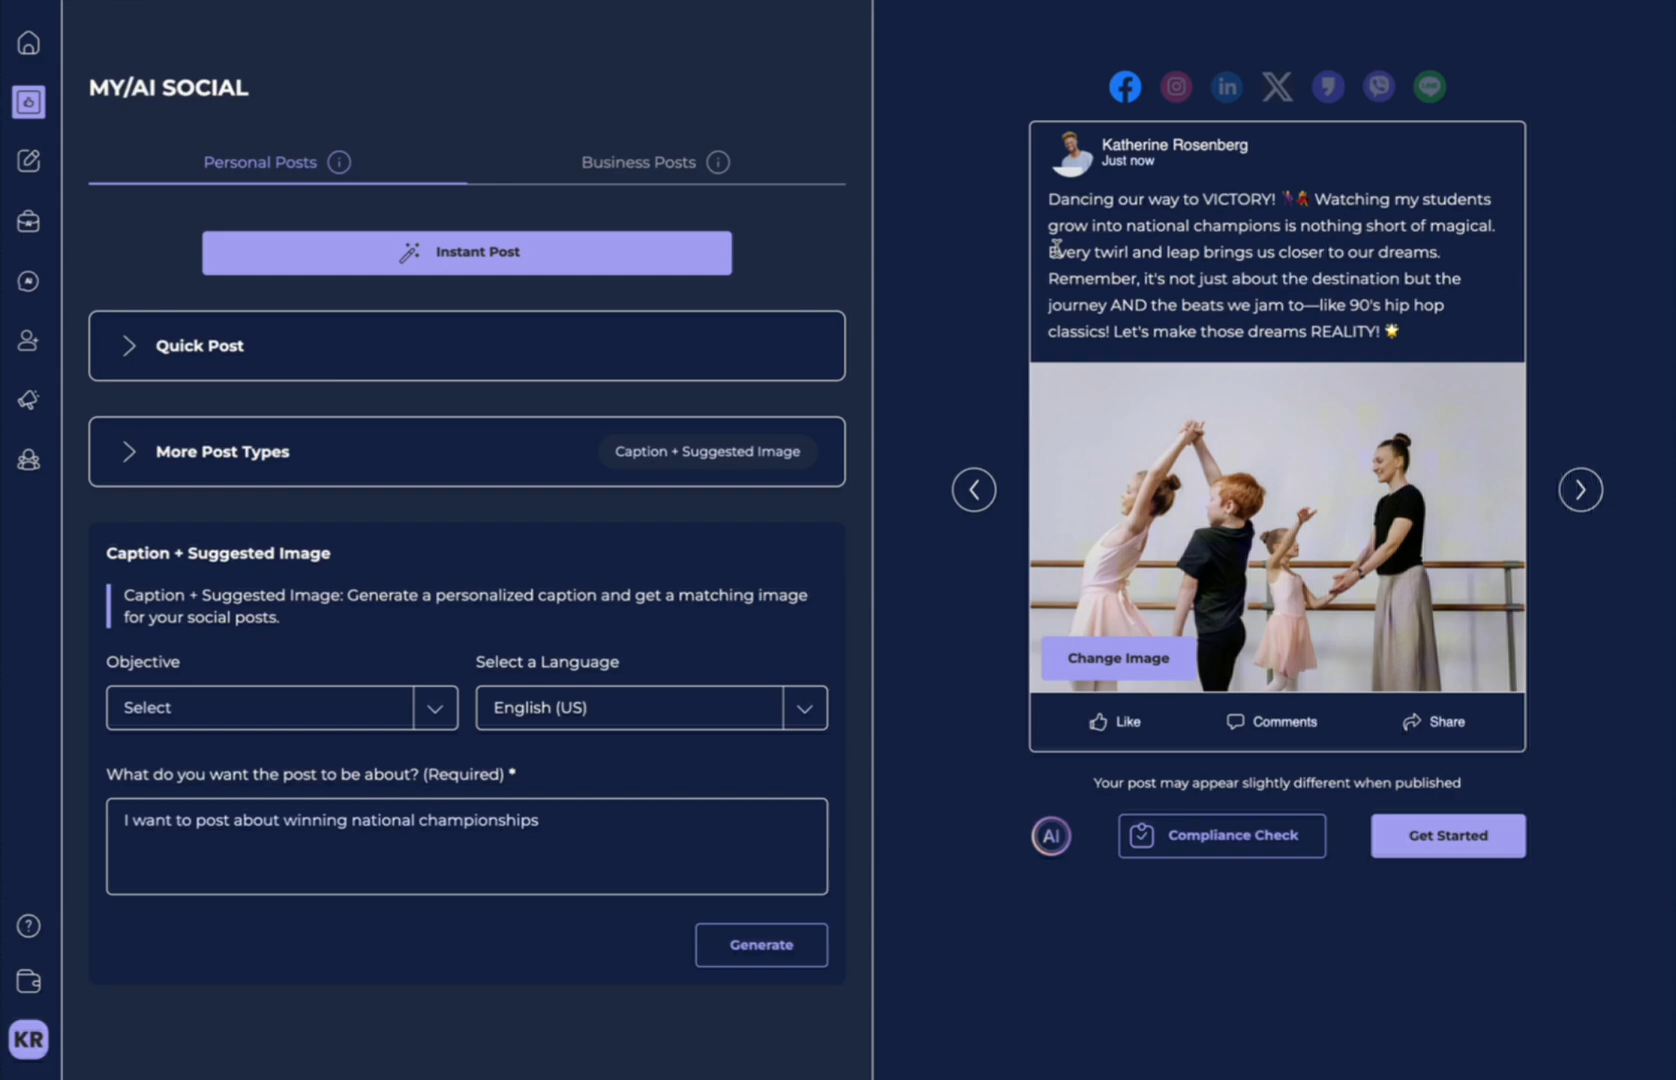 MY/AI SOCIAL
Personal Posts
Business Posts
Instant Post
Quick Post
More Post Types
Caption + Suggested Image
Caption + Suggested Image
Caption + Suggested Image: Generate a personalized caption and get a matching image
for your social posts.
Objective
Select a Language
Select
English (US)
What do you want the post to be about? (Required) *
I want to post about winning national championships
Generate
KR
Katherine Rosenberg
Just now
Dancing our way to VICTORY! 💃🕺 Watching my students
grow into national champions is nothing short of magical.
Every twirl and leap brings us closer to our dreams.
Remember, it's not just about the destination but the
journey AND the beats we jam to—like 90's hip hop
classics! Let's make those dreams REALITY! 🌟
Change Image
Like
Comments
Share
Your post may appear slightly different when published
AI
Compliance Check
Get Started